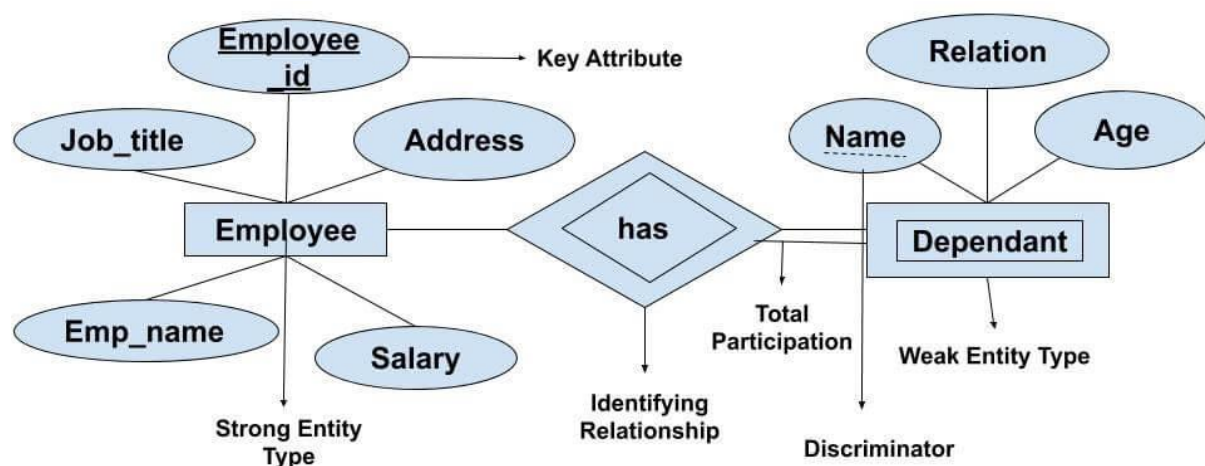 Employee
_id
Key Attribute
Relation
Job_title
Address
Name
Age
Employee
has
Dependant
Emp_name
Salary
Total
Participation
Weak Entity Type
Identifying
Relationship
Strong Entity
Type
Discriminator